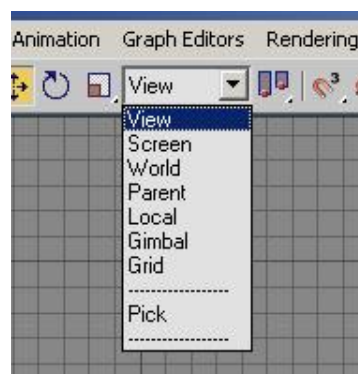 Animation Graph Editors Rendering
View
View
Screen
World
Parent
Local
Gimbal
Grid
------------------
Pick
------------------